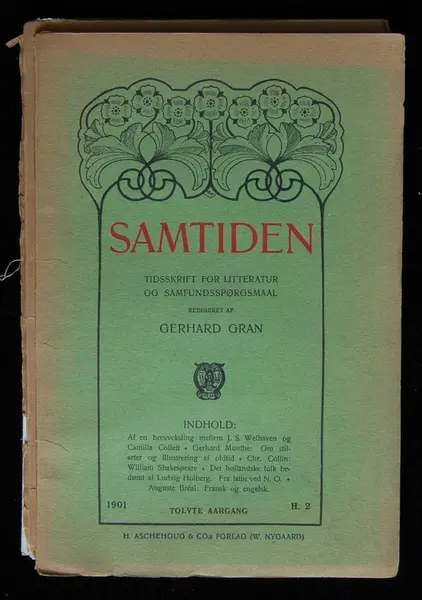 SAMTIDEN
TIDSSKRIFT FOR LITTERATUR
OG SAMFUNDSSPØRGSMAAL
REDIGERET AF
GERHARD GRAN
INDHOLD:
Af en brevveksling mellem J. S. Welhaven og
Camilla Collett • Gerhard Munthe: Om stil-
arter og illustrering af oldtid • Chr. Collin:
William Shakespeare • Det hollandske folk be-
dømt af Ludvig Holberg. Fra latin ved N. O. •
Auguste Bréal: Fransk og engelsk.
1901
H. 2
TOLVTE AARGANG
H. ASCHEHOUG & CO.s FORLAG (W. NYGAARD)